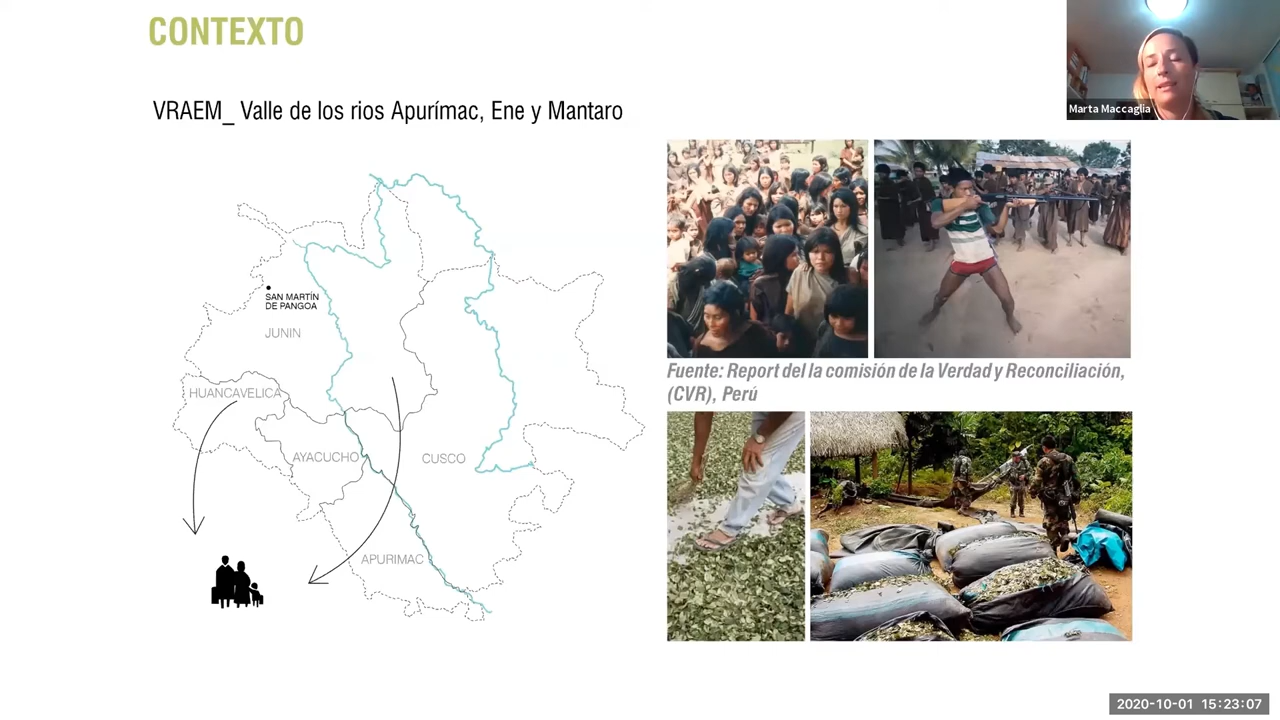 CONTEXTO
Marta Maccaglia
VRAEM_ Valle de los rios Apurímac, Ene y Mantaro
SAN MARTÍN
DE PANGOA
JUNIN
HUANCAVELICA
AYACUCHO
CUSCO
APURIMAC
Fuente: Report del la comisión de la Verdad y Reconciliación,
(CVR), Perú
2020-10-01 15:23:07